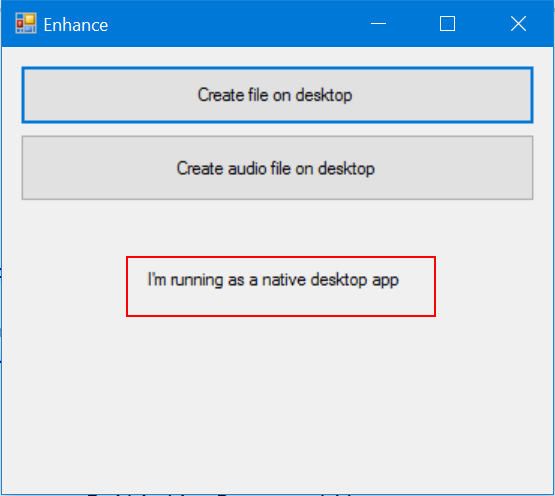 Enhance
Create file on desktop
Create audio file on desktop
I'm running as a native desktop app